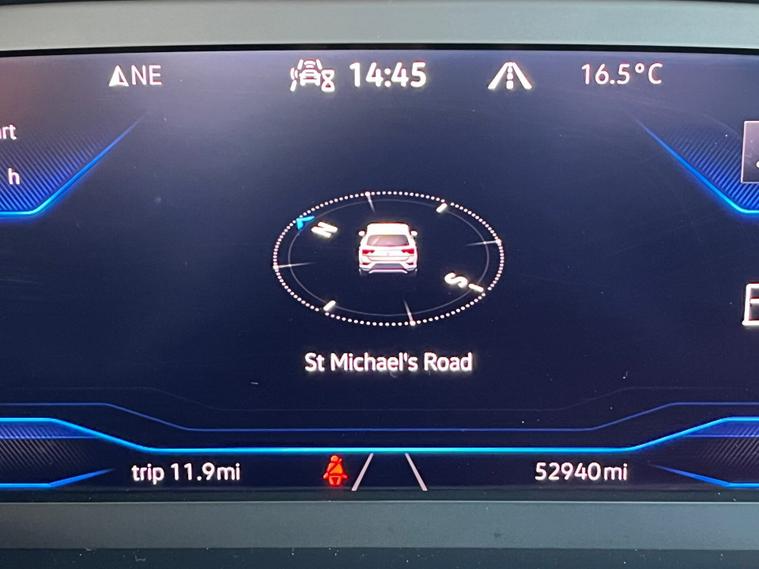 NE 14:45 16.5°C
h
N
S
St Michael's Road
trip 11.9mi 52940mi